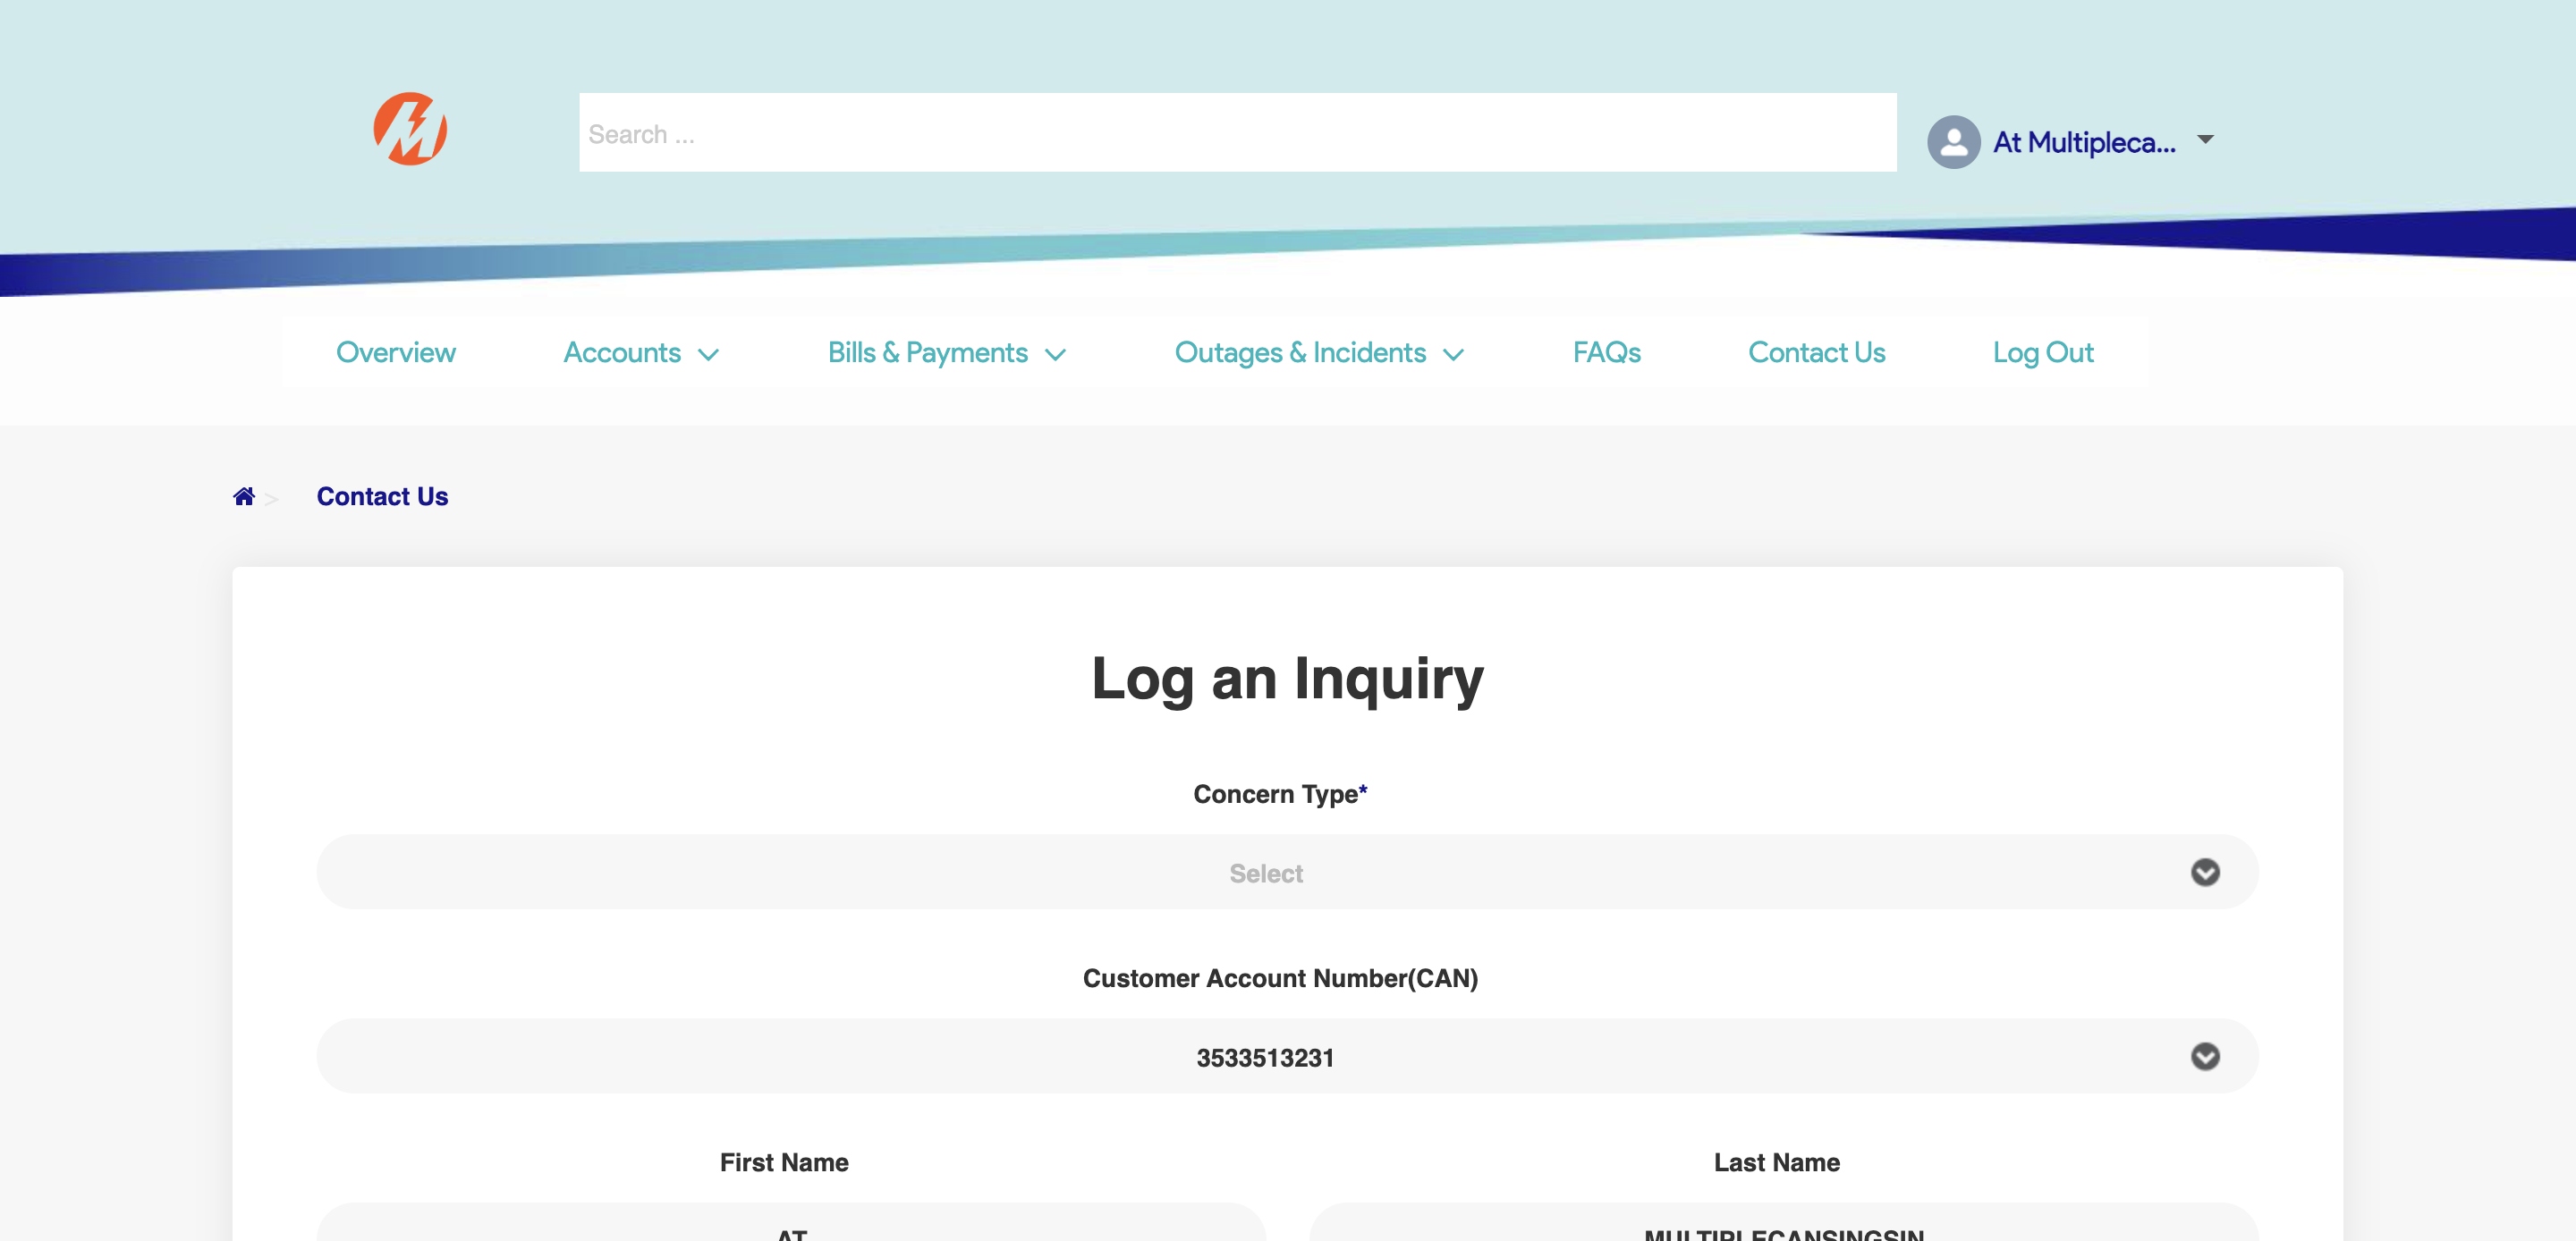 Search ...
At Multipleca...
Overview Accounts Bills & Payments Outages & Incidents FAQs Contact Us Log Out
> Contact Us
Log an Inquiry
Concern Type*
Select
Customer Account Number(CAN)
3533513231
First Name Last Name
AT MULTIPLECANSINGSIN